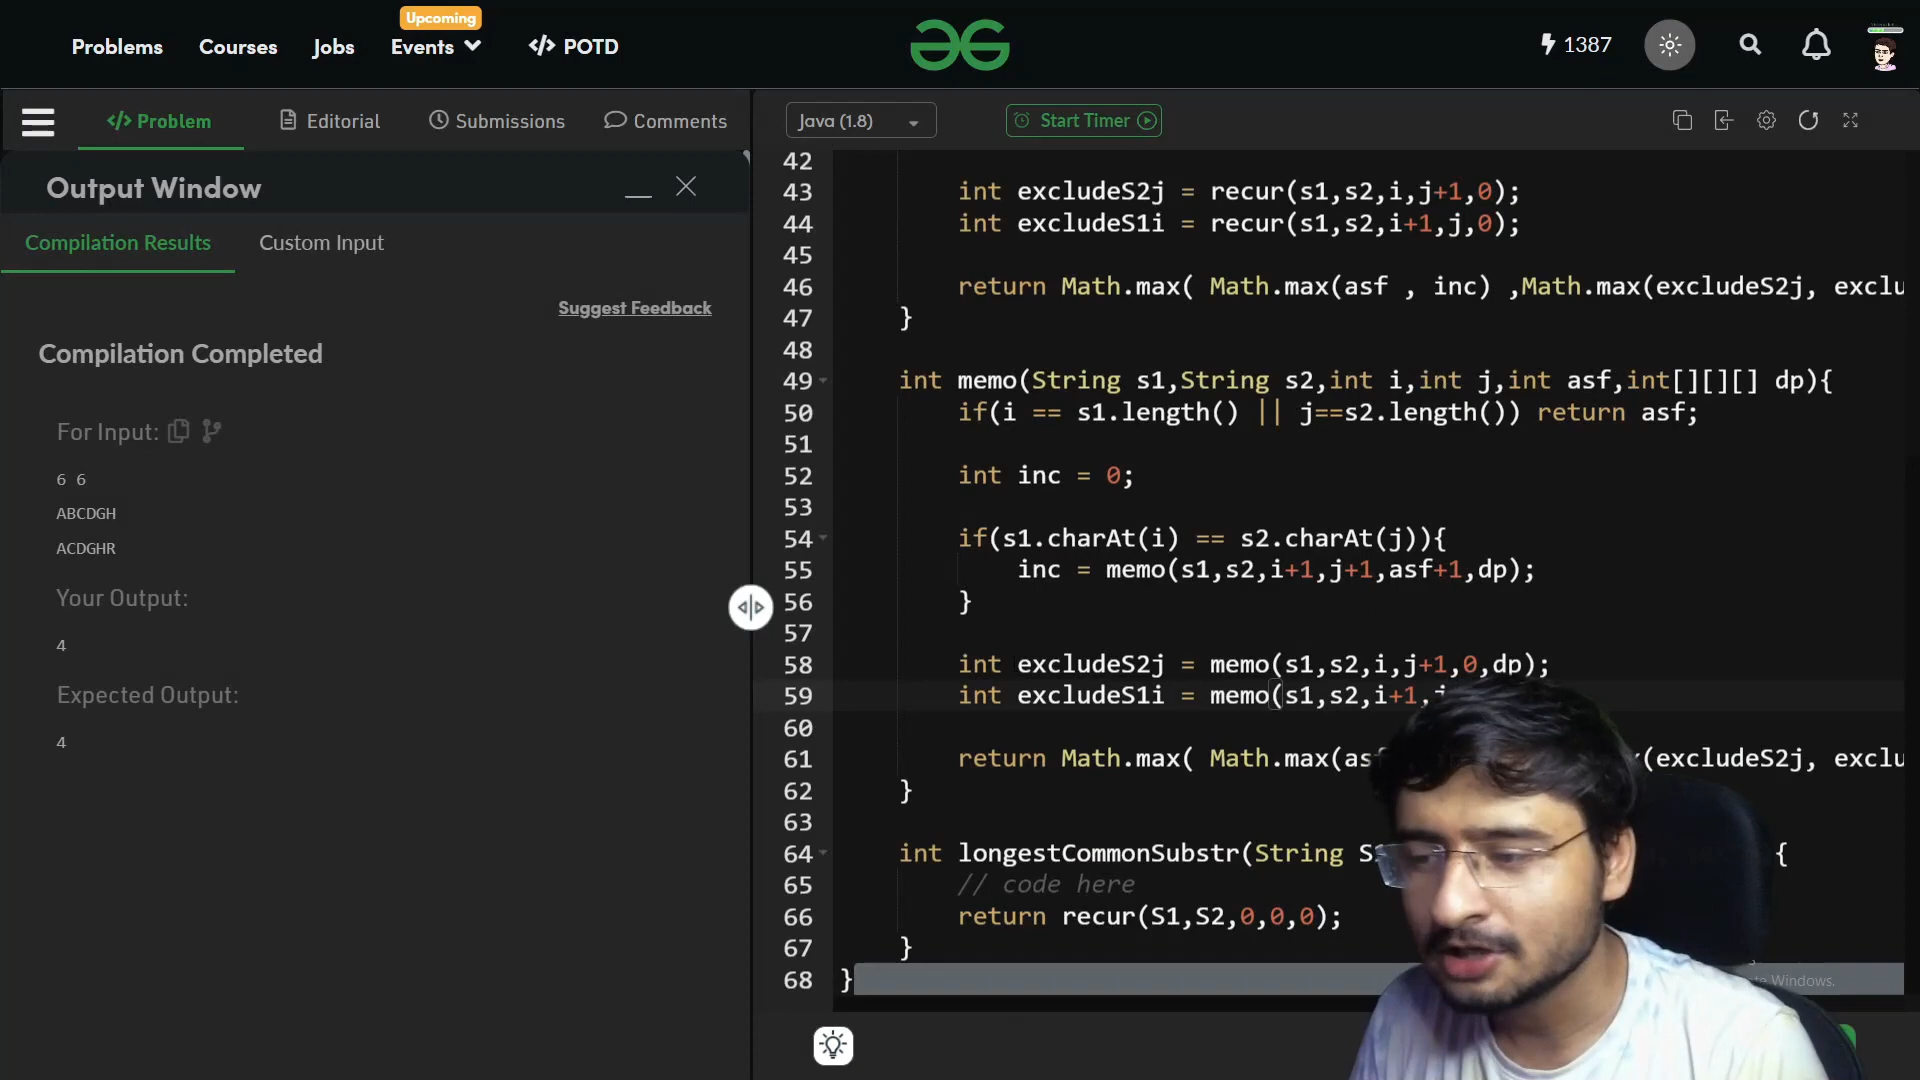 Upcoming
Problems Courses Jobs Events </> POTD
1387
</> Problem Editorial Submissions Comments
Java (1.8) Start Timer
Output Window
Compilation Results Custom Input
Suggest Feedback
Compilation Completed
For Input:
6 6
ABCDGH
ACDGHR
Your Output:
4
Expected Output:
4
42
43 int excludeS2j = recur(s1,s2,i,j+1,0);
44 int excludeS1i = recur(s1,s2,i+1,j,0);
45
46 return Math.max( Math.max(asf , inc) ,Math.max(excludeS2j, exclu
47 }
48
49 int memo(String s1,String s2,int i,int j,int asf,int[][][] dp){
50 if(i == s1.length() || j==s2.length()) return asf;
51
52 int inc = 0;
53
54 if(s1.charAt(i) == s2.charAt(j)){
55 inc = memo(s1,s2,i+1,j+1,asf+1,dp);
56 }
57
58 int excludeS2j = memo(s1,s2,i,j+1,0,dp);
59 int excludeS1i = memo(s1,s2,i+1,j
60
61 return Math.max( Math.max(asf (excludeS2j, exclu
62 }
63
64 int longestCommonSubstr(String S1 {
65 // code here
66 return recur(S1,S2,0,0,0);
67 }
68 }
te Windows.